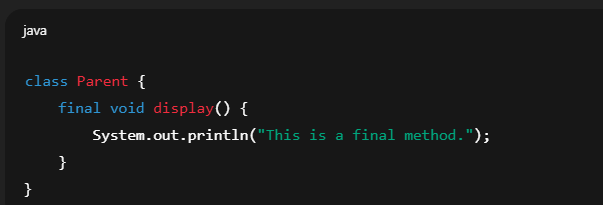 java
class Parent {
    final void display() {
        System.out.println("This is a final method.");
    }
}